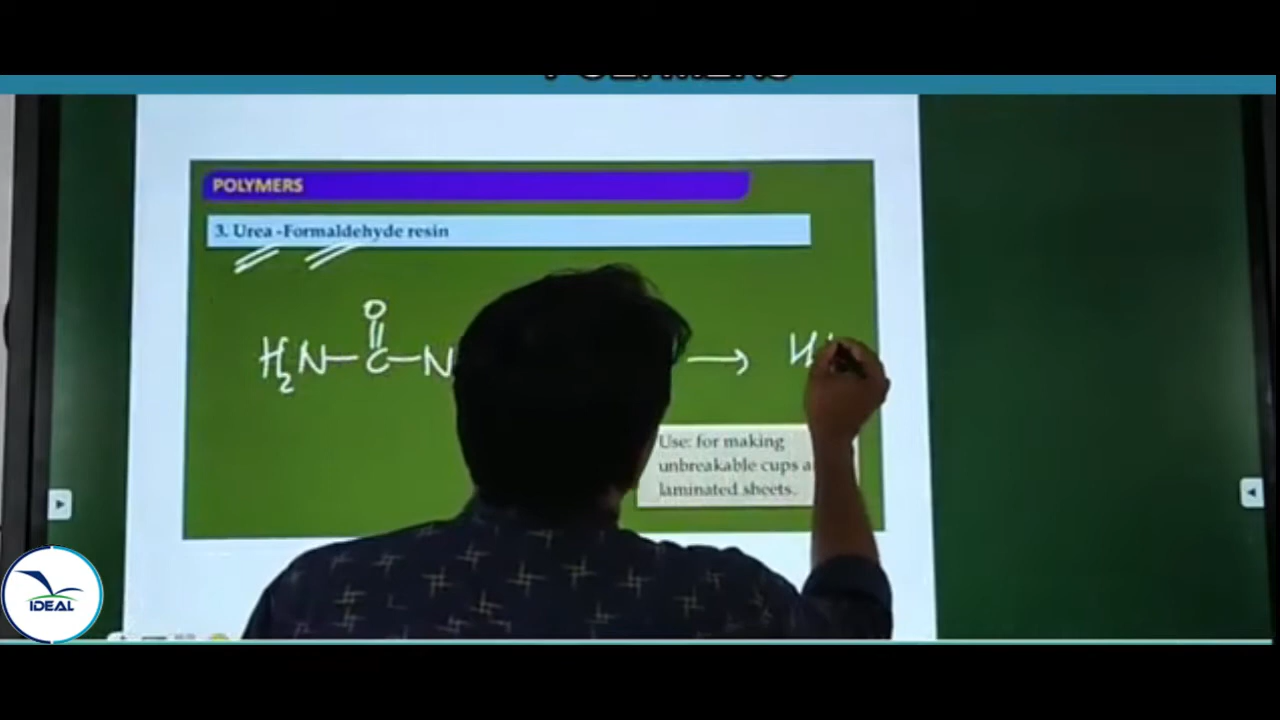 POLYMERS
3. Urea -Formaldehyde resin
O
||
H2N—C—N
→ H
Use: for making
unbreakable cups a
laminated sheets.
IDEAL